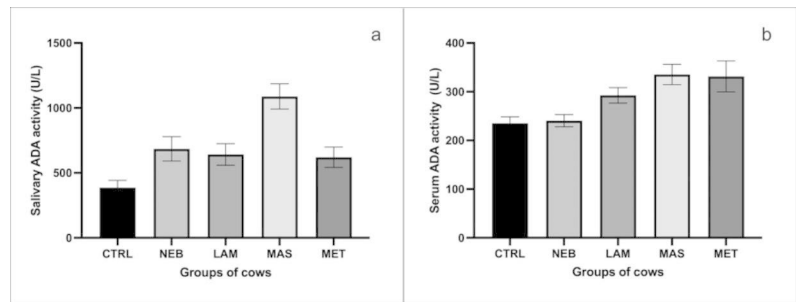 a
Salivary ADA activity (U/L)
1500
1000
500
0
CTRL NEB LAM MAS MET
Groups of cows
b
Serum ADA activity (U/L)
400
300
200
100
0
CTRL NEB LAM MAS MET
Groups of cows